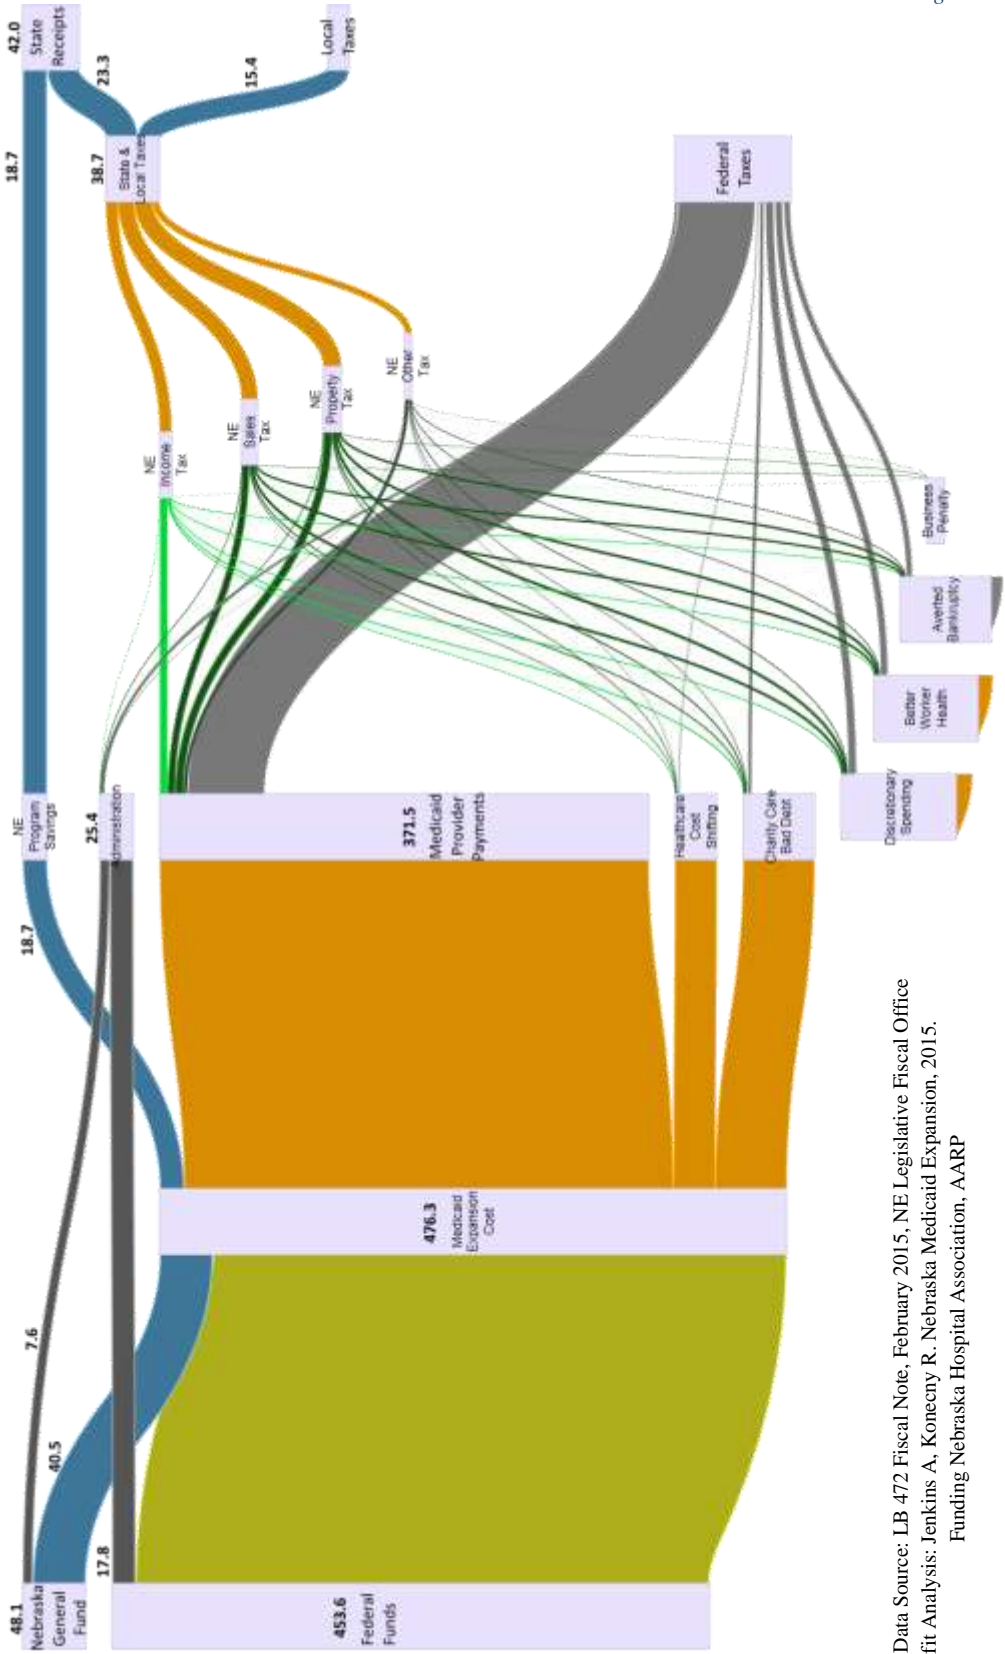 48.1
Nebraska
General
Fund
453.6
Federal
Funds
7.6
40.5
17.8
476.3
Medicaid
Expansion
Cost
18.7
NE
Program
Savings
25.4
Administration
371.5
Medicaid
Provider
Payments
Healthcare
Cost
Shifting
Charity Care
Bad Debt
Discretionary
Spending
Better
Worker
Health
Averted
Bankruptcy
Business
Penalty
NE
Income
Tax
NE
Sales
Tax
NE
Property
Tax
NE
Other
Tax
18.7
38.7
State &
Local Taxes
Federal
Taxes
23.3
15.4
42.0
State
Receipts
Local
Taxes
Data Source: LB 472 Fiscal Note, February 2015, NE Legislative Fiscal Office
fit Analysis: Jenkins A, Konecny R. Nebraska Medicaid Expansion, 2015.
Funding Nebraska Hospital Association, AARP